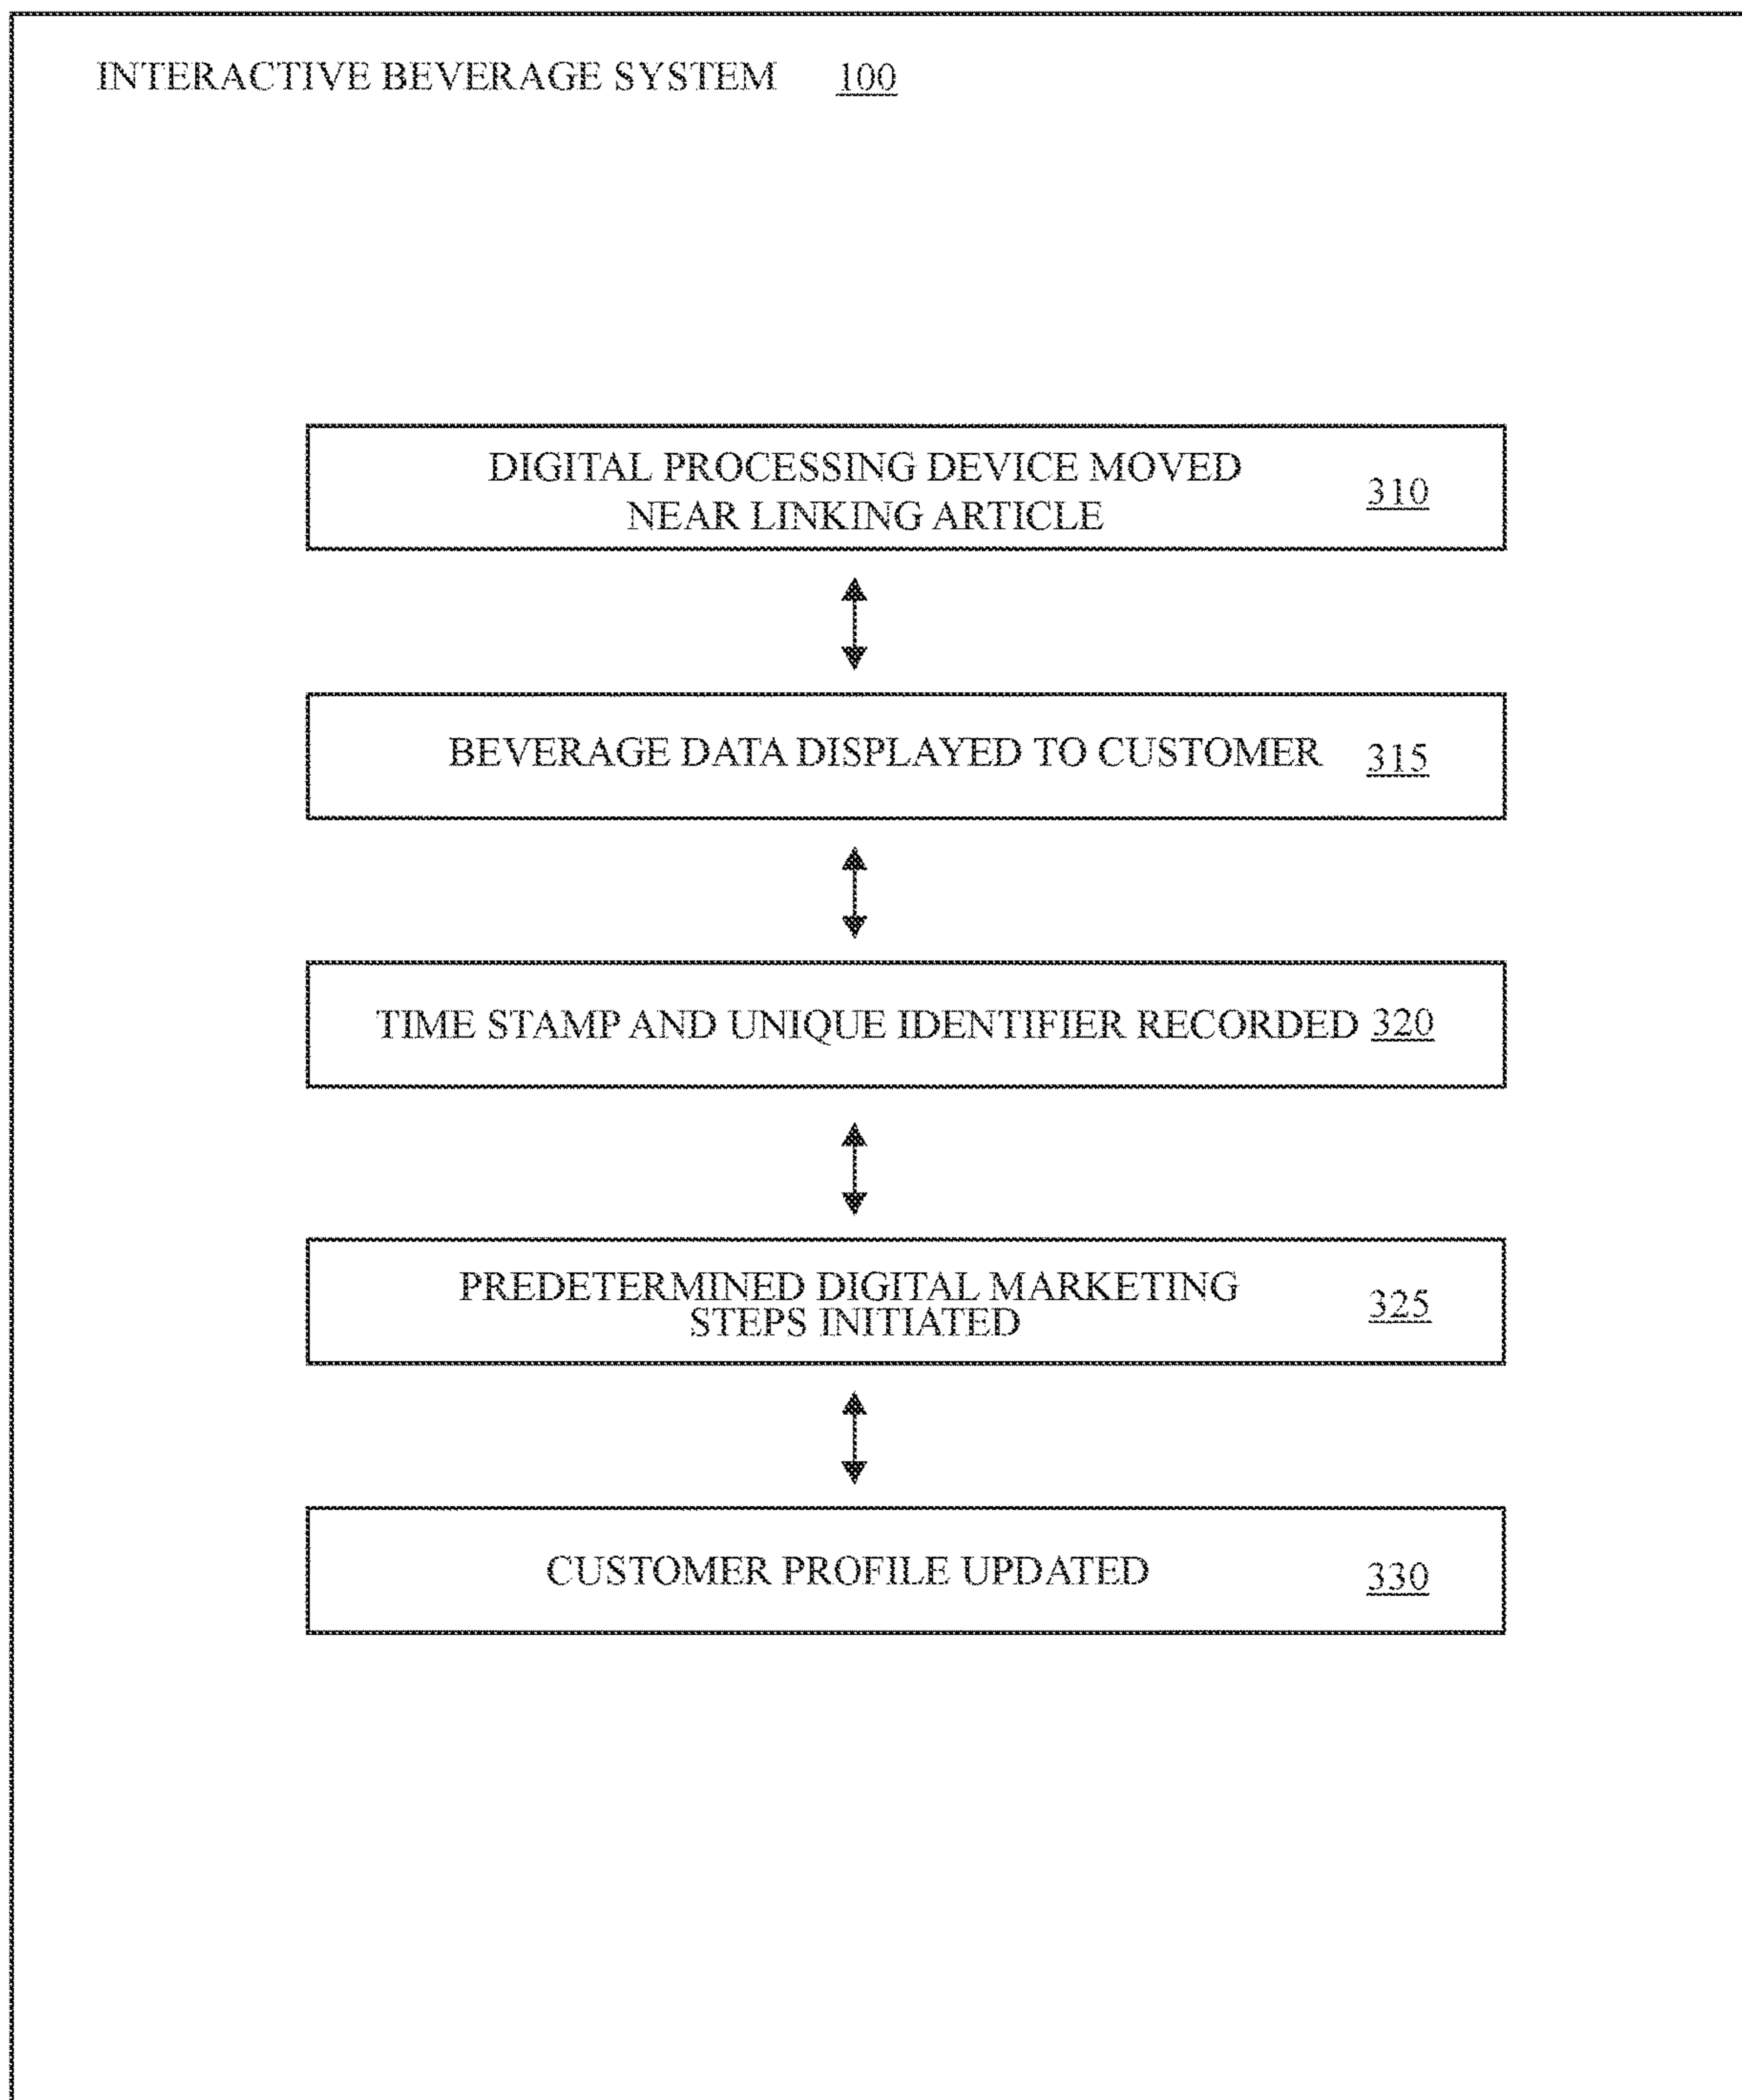 INTERACTIVE BEVERAGE SYSTEM 100
DIGITAL PROCESSING DEVICE MOVED
NEAR LINKING ARTICLE 310
BEVERAGE DATA DISPLAYED TO CUSTOMER 315
TIME STAMP AND UNIQUE IDENTIFIER RECORDED 320
PREDETERMINED DIGITAL MARKETING
STEPS INITIATED 325
CUSTOMER PROFILE UPDATED 330